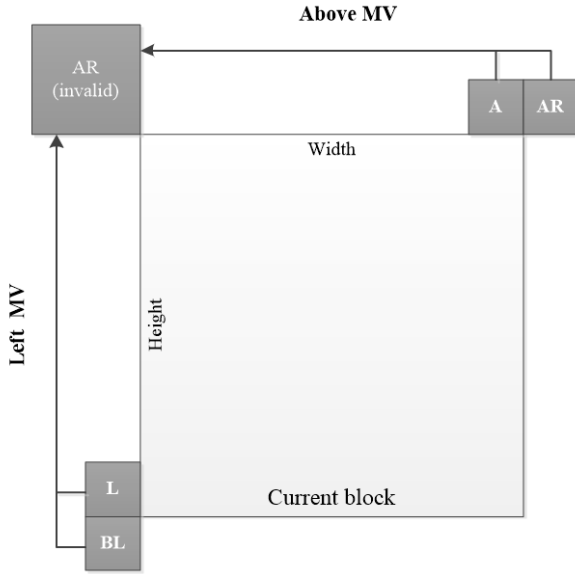 Above MV
AR
(invalid)
A
AR
Width
Left MV
Height
L
Current block
BL